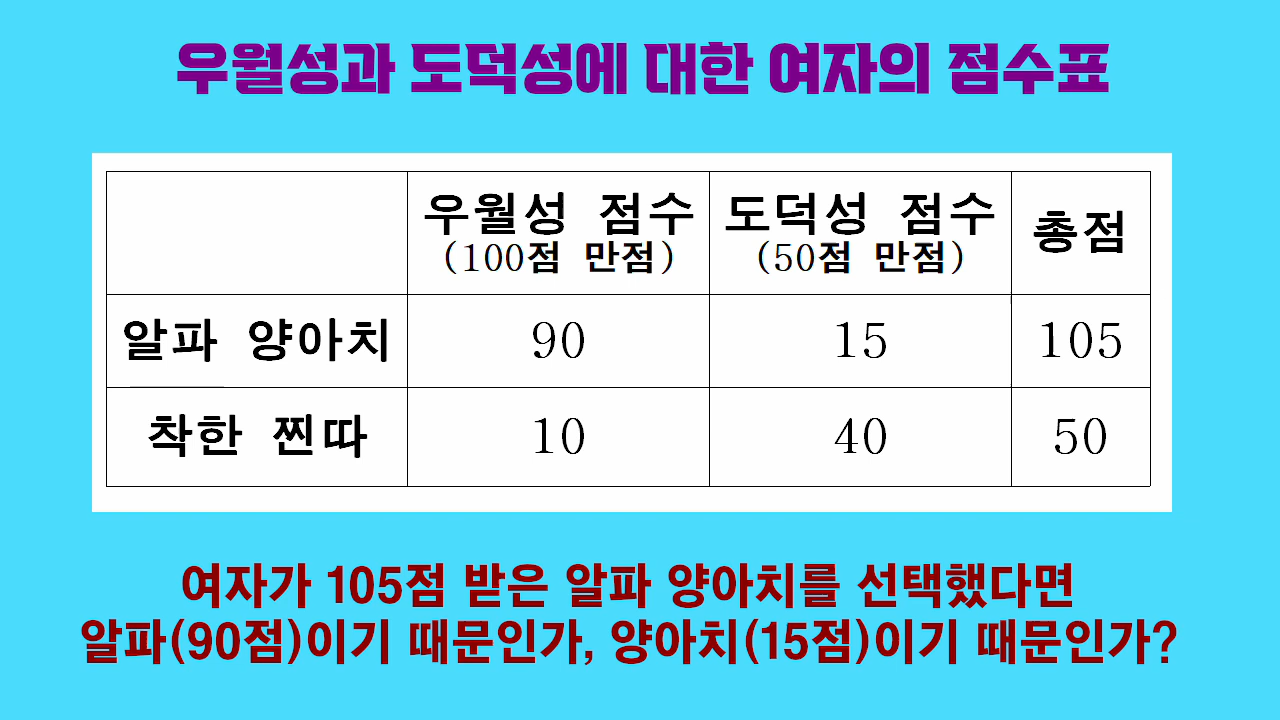 우월성과 도덕성에 대한 여자의 점수표
우월성 점수 도덕성 점수 총점
(100점 만점) (50점 만점)
알파 양아치 90 15 105
착한 찐따 10 40 50
여자가 105점 받은 알파 양아치를 선택했다면
알파(90점)이기 때문인가, 양아치(15점)이기 때문인가?